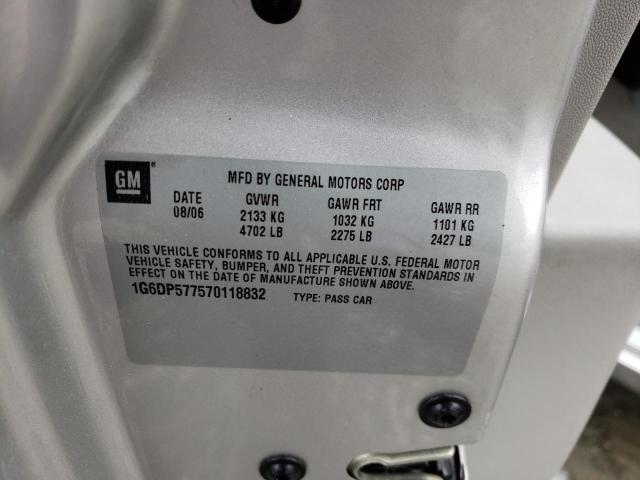 GM
MFD BY GENERAL MOTORS CORP
DATE GVWR GAWR FRT GAWR RR
08/06 2133 KG 1032 KG 1101 KG
4702 LB 2275 LB 2427 LB
THIS VEHICLE CONFORMS TO ALL APPLICABLE U.S. FEDERAL MOTOR
VEHICLE SAFETY, BUMPER, AND THEFT PREVENTION STANDARDS IN
EFFECT ON THE DATE OF MANUFACTURE SHOWN ABOVE.
1G6DP577570118832 TYPE: PASS CAR